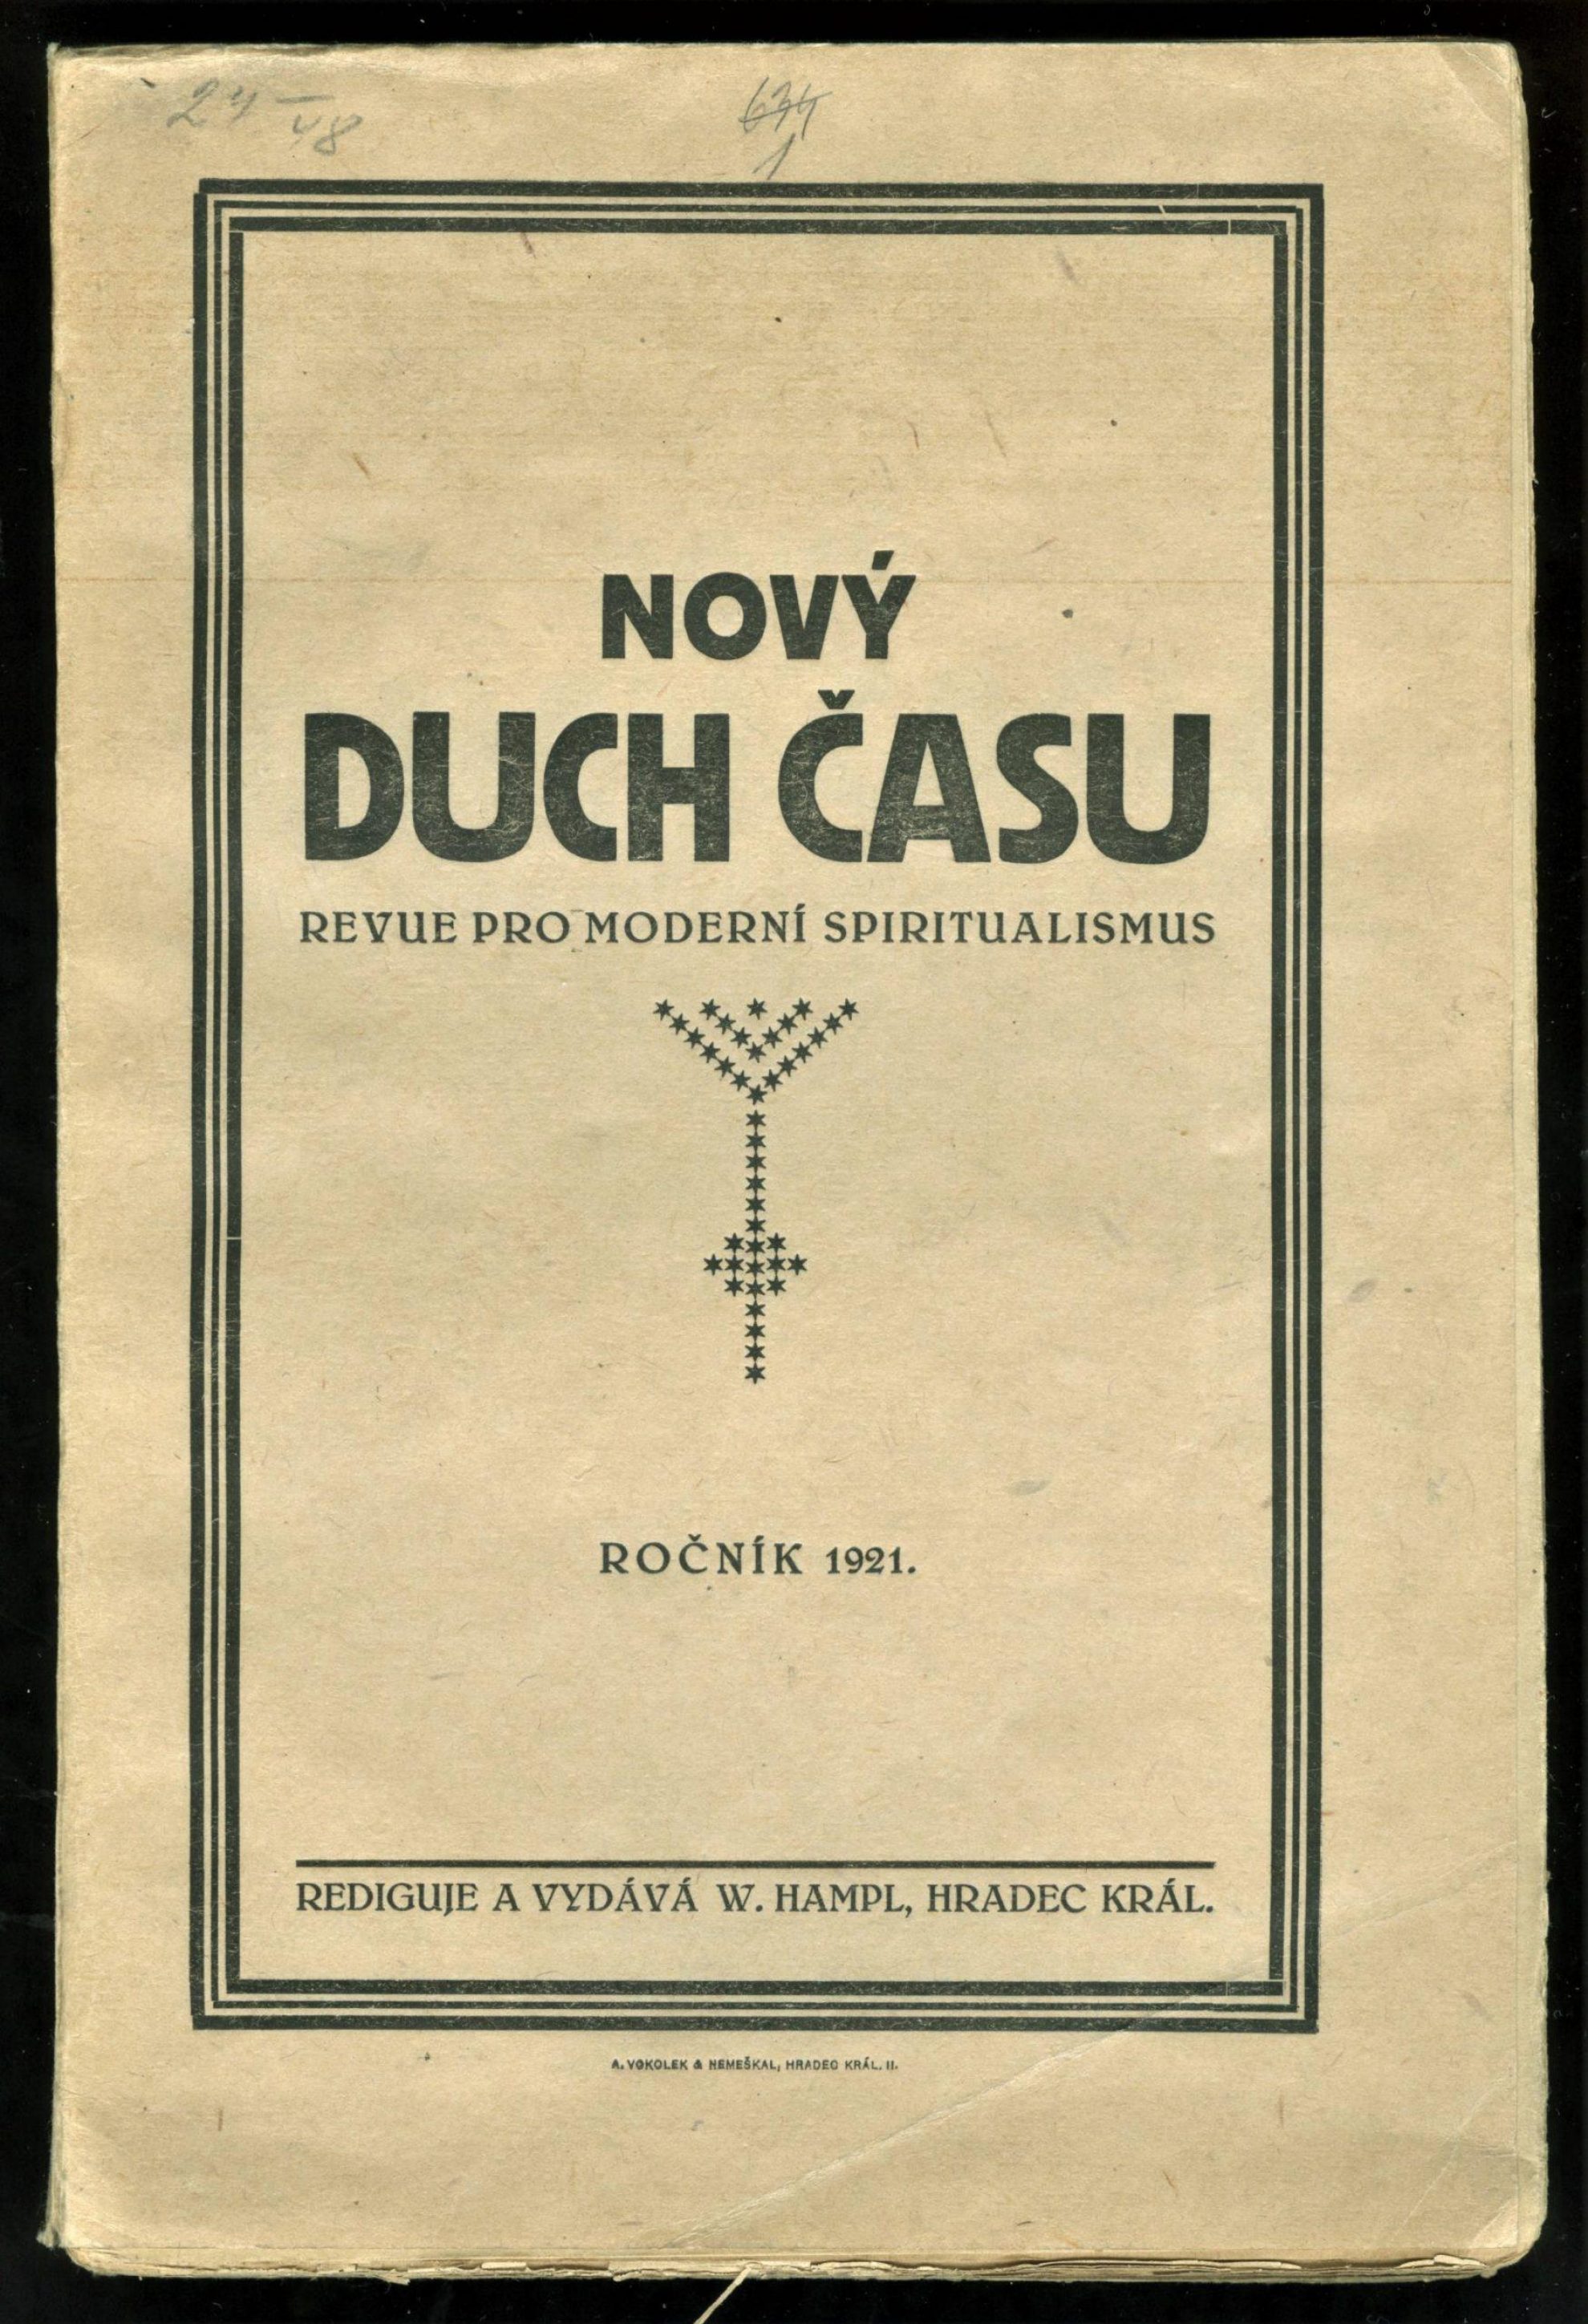 24 — 48
634
1
NOVÝ
DUCH ČASU
REVUE PRO MODERNÍ SPIRITUALISMUS
ROČNÍK 1921.
REDIGUJE A VYDÁVÁ W. HAMPL, HRADEC KRÁL.
A. VOKOLEK & NEMEŠKAL, HRADEC KRÁL. II.